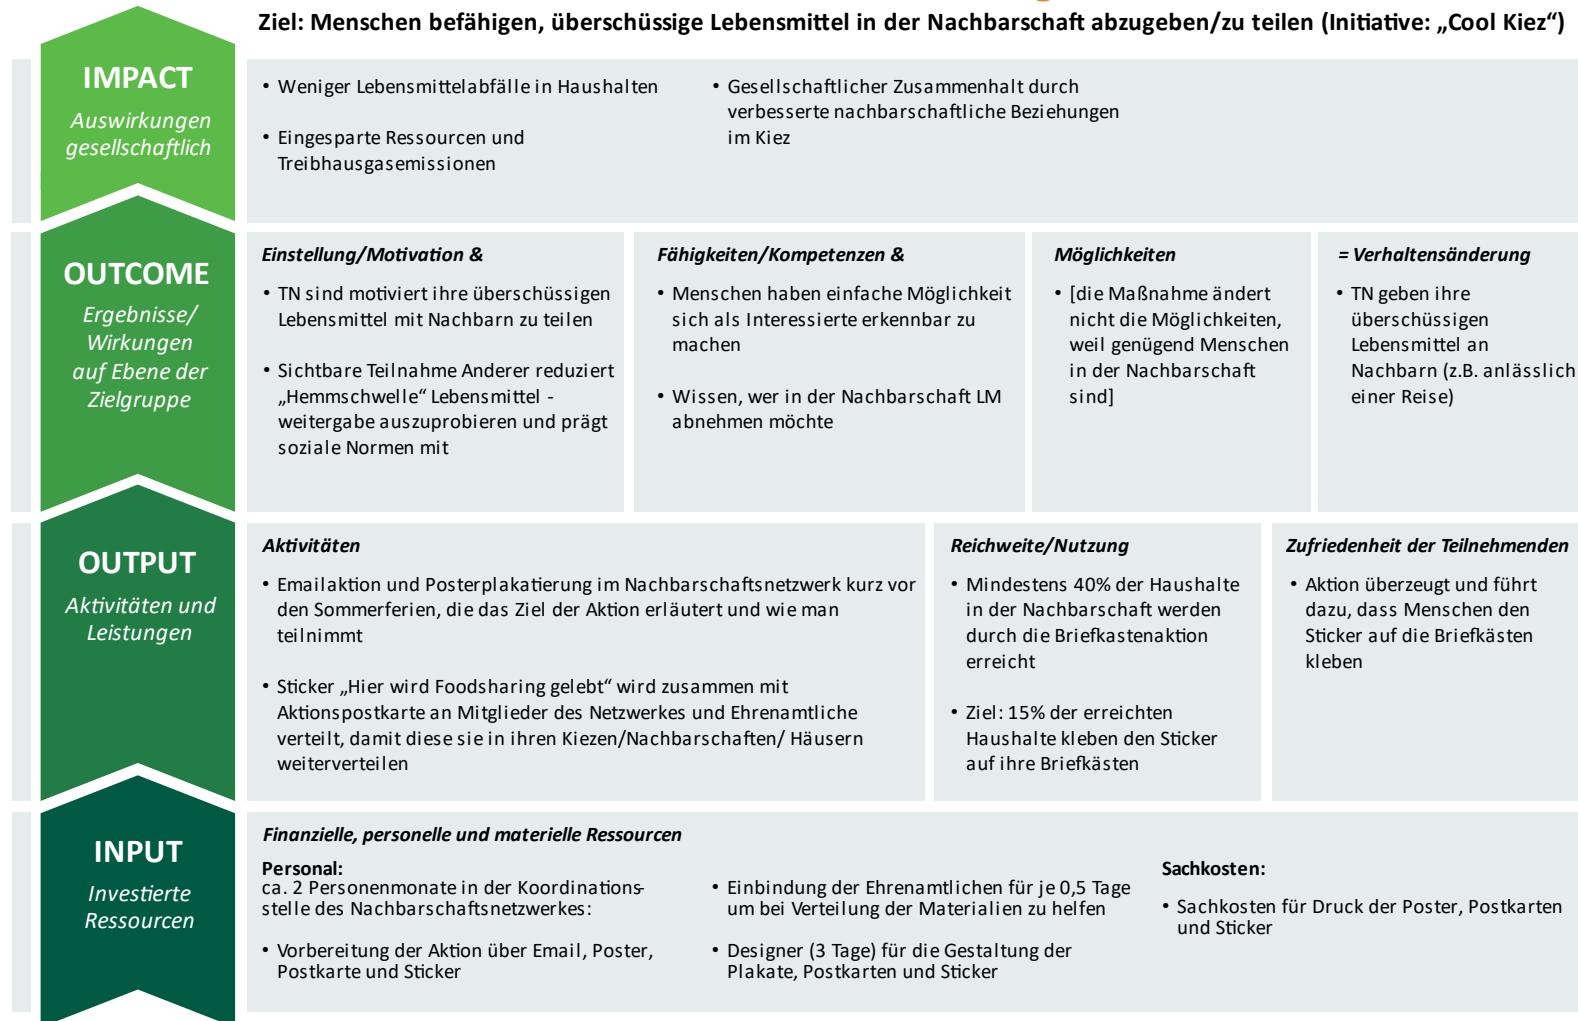 Ziel: Menschen befähigen, überschüssige Lebensmittel in der Nachbarschaft abzugeben/zu teilen (Initiative: „Cool Kiez“)
IMPACT
Auswirkungen
gesellschaftlich
• Weniger Lebensmittelabfälle in Haushalten
• Eingesparte Ressourcen und
Treibhausgasemissionen
• Gesellschaftlicher Zusammenhalt durch
verbesserte nachbarschaftliche Beziehungen
im Kiez
OUTCOME
Ergebnisse/
Wirkungen
auf Ebene der
Zielgruppe
Einstellung/Motivation &
• TN sind motiviert ihre überschüssigen
Lebensmittel mit Nachbarn zu teilen
• Sichtbare Teilnahme Anderer reduziert
„Hemmschwelle“ Lebensmittel -
weitergabe auszuprobieren und prägt
soziale Normen mit
Fähigkeiten/Kompetenzen &
• Menschen haben einfache Möglichkeit
sich als Interessierte erkennbar zu
machen
• Wissen, wer in der Nachbarschaft LM
abnehmen möchte
Möglichkeiten
• [die Maßnahme ändert
nicht die Möglichkeiten,
weil genügend Menschen
in der Nachbarschaft
sind]
= Verhaltensänderung
• TN geben ihre
überschüssigen
Lebensmittel an
Nachbarn (z.B. anlässlich
einer Reise)
OUTPUT
Aktivitäten und
Leistungen
Aktivitäten
• Emailaktion und Posterplakatierung im Nachbarschaftsnetzwerk kurz vor
den Sommerferien, die das Ziel der Aktion erläutert und wie man
teilnimmt
• Sticker „Hier wird Foodsharing gelebt“ wird zusammen mit
Aktionspostkarte an Mitglieder des Netzwerkes und Ehrenamtliche
verteilt, damit diese sie in ihren Kiezen/Nachbarschaften/ Häusern
weiterverteilen
Reichweite/Nutzung
• Mindestens 40% der Haushalte
in der Nachbarschaft werden
durch die Briefkastenaktion
erreicht
• Ziel: 15% der erreichten
Haushalte kleben den Sticker
auf ihre Briefkästen
Zufriedenheit der Teilnehmenden
• Aktion überzeugt und führt
dazu, dass Menschen den
Sticker auf die Briefkästen
kleben
INPUT
Investierte
Ressourcen
Finanzielle, personelle und materielle Ressourcen
Personal:
ca. 2 Personenmonate in der Koordinations-
stelle des Nachbarschaftsnetzwerkes:
• Vorbereitung der Aktion über Email, Poster,
Postkarte und Sticker
• Einbindung der Ehrenamtlichen für je 0,5 Tage
um bei Verteilung der Materialien zu helfen
• Designer (3 Tage) für die Gestaltung der
Plakate, Postkarten und Sticker
Sachkosten:
• Sachkosten für Druck der Poster, Postkarten
und Sticker